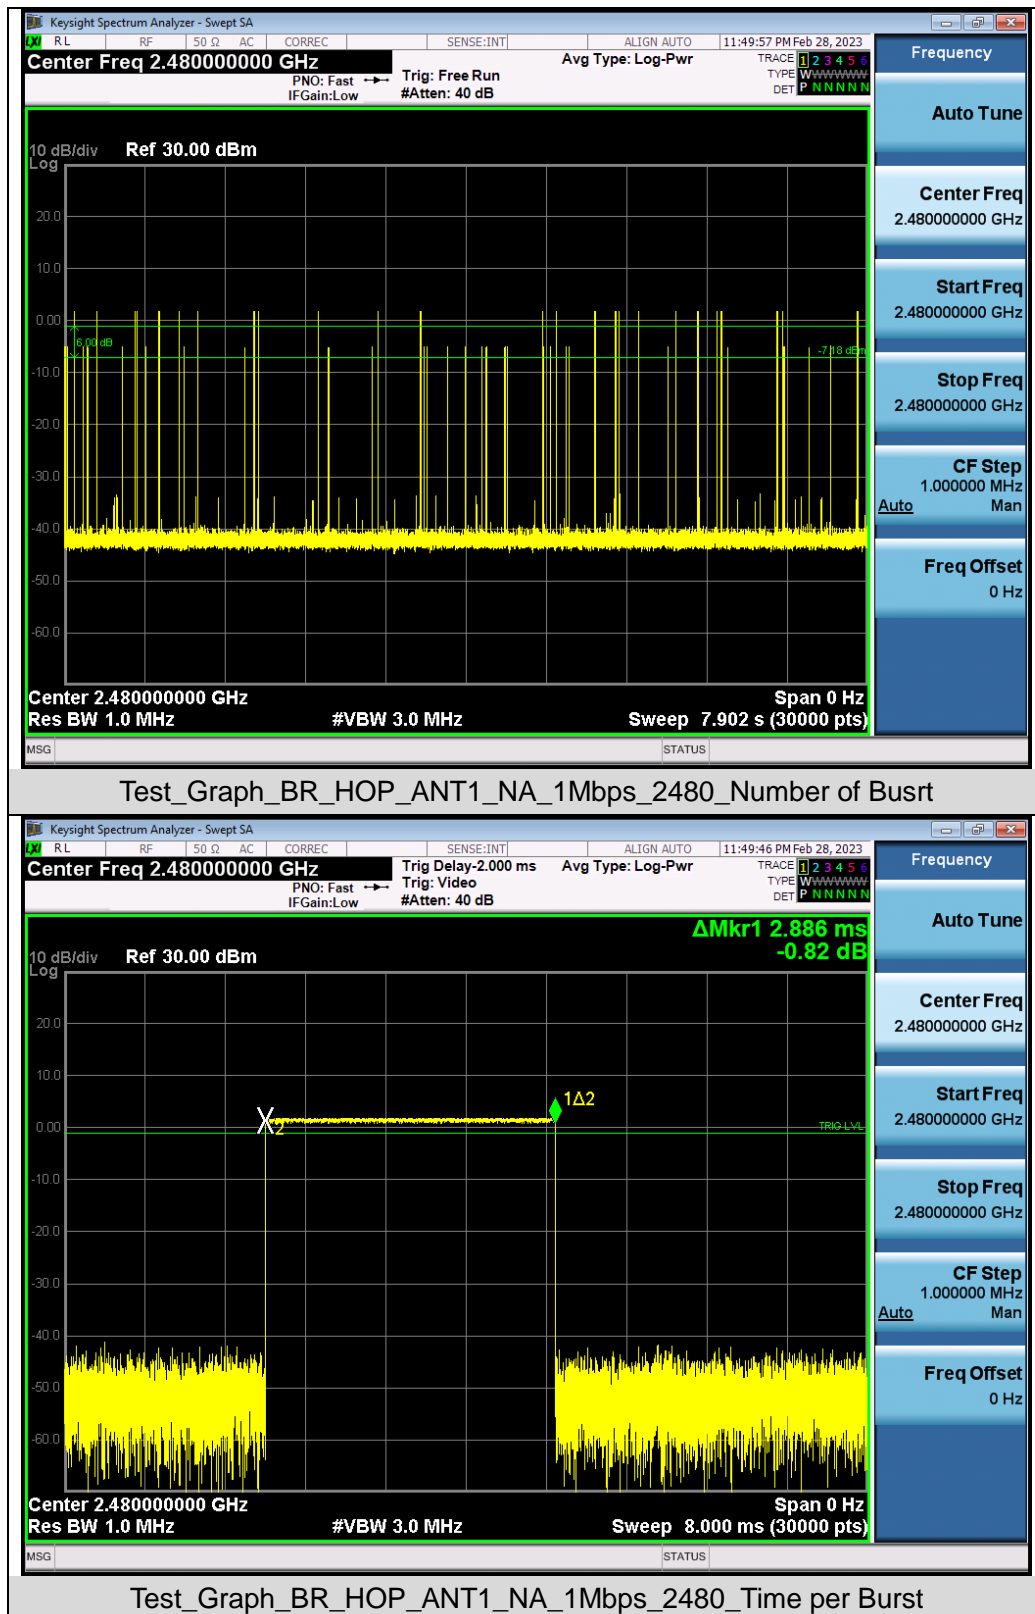 Keysight Spectrum Analyzer - Swept SA
LXI RL RF 50 Ω AC CORREC SENSE:INT ALIGN AUTO 11:49:57 PM Feb 28, 2023
Center Freq 2.480000000 GHz
PNO: Fast
IFGain:Low
Trig: Free Run
#Atten: 40 dB
Avg Type: Log-Pwr
TRACE 1 2 3 4 5 6
TYPE WWWWWW
DET P N N N N N
10 dB/div
Log
Ref 30.00 dBm
20.0
10.0
0.00
6.00 dB
-7.18 dBm
-10.0
-20.0
-30.0
-40.0
-50.0
-60.0
Center 2.480000000 GHz Span 0 Hz
Res BW 1.0 MHz #VBW 3.0 MHz Sweep 7.902 s (30000 pts)
MSG STATUS
Frequency
Auto Tune
Center Freq
2.480000000 GHz
Start Freq
2.480000000 GHz
Stop Freq
2.480000000 GHz
CF Step
1.000000 MHz
Auto Man
Freq Offset
0 Hz
Test_Graph_BR_HOP_ANT1_NA_1Mbps_2480_Number of Busrt
Keysight Spectrum Analyzer - Swept SA
LXI RL RF 50 Ω AC CORREC SENSE:INT ALIGN AUTO 11:49:46 PM Feb 28, 2023
Center Freq 2.480000000 GHz
PNO: Fast
IFGain:Low
Trig Delay-2.000 ms
Trig: Video
#Atten: 40 dB
Avg Type: Log-Pwr
TRACE 1 2 3 4 5 6
TYPE WWWWWW
DET P N N N N N
ΔMkr1 2.886 ms
-0.82 dB
10 dB/div
Log
Ref 30.00 dBm
20.0
10.0
1Δ2
2
0.00
TRIG LVL
-10.0
-20.0
-30.0
-40.0
-50.0
-60.0
Center 2.480000000 GHz Span 0 Hz
Res BW 1.0 MHz #VBW 3.0 MHz Sweep 8.000 ms (30000 pts)
MSG STATUS
Frequency
Auto Tune
Center Freq
2.480000000 GHz
Start Freq
2.480000000 GHz
Stop Freq
2.480000000 GHz
CF Step
1.000000 MHz
Auto Man
Freq Offset
0 Hz
Test_Graph_BR_HOP_ANT1_NA_1Mbps_2480_Time per Burst